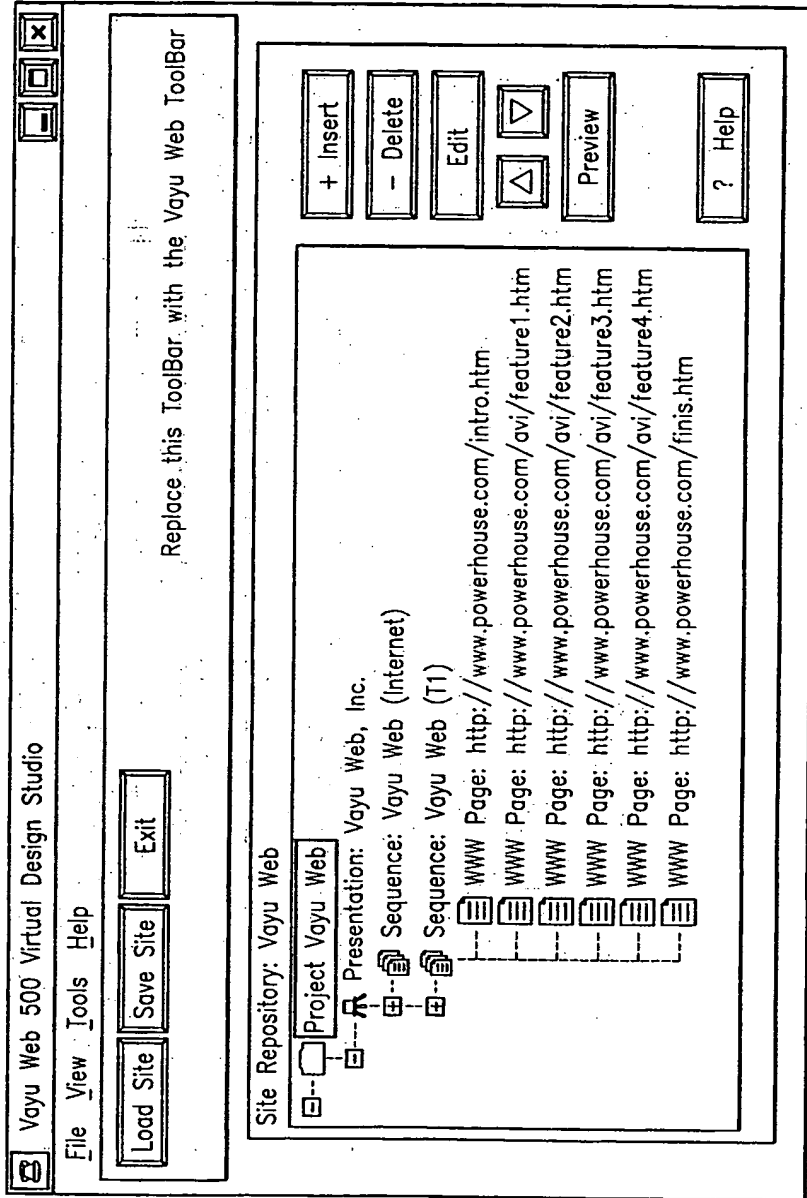 Vayu Web 500 Virtual Design Studio
File View Tools Help
Load Site Save Site Exit Replace this ToolBar with the Vayu Web ToolBar
Site Repository: Vayu Web
Project Vayu Web
Presentation: Vayu Web, Inc.
Sequence: Vayu Web (Internet)
Sequence: Vayu Web (T1)
WWW Page: http://www.powerhouse.com/intro.htm
WWW Page: http://www.powerhouse.com/avi/feature1.htm
WWW Page: http://www.powerhouse.com/avi/feature2.htm
WWW Page: http://www.powerhouse.com/avi/feature3.htm
WWW Page: http://www.powerhouse.com/avi/feature4.htm
WWW Page: http://www.powerhouse.com/finis.htm
+ Insert
- Delete
Edit
Preview
? Help